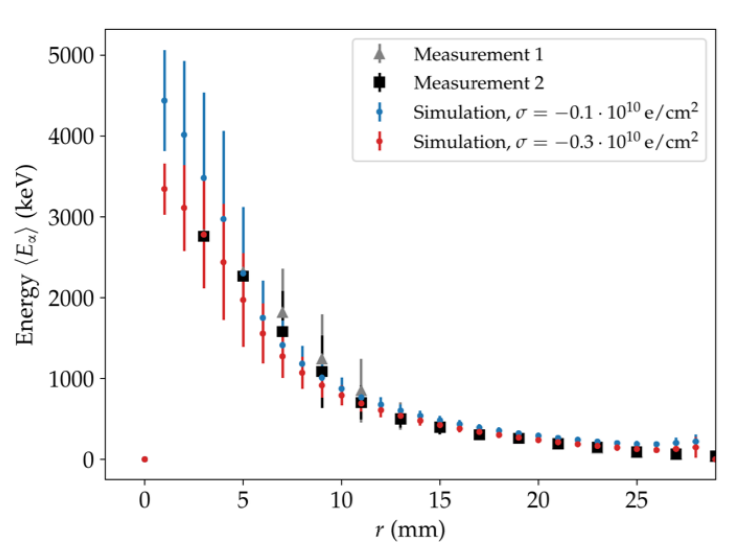 5000
4000
3000
2000
1000
0
Energy ⟨Eα⟩ (keV)
Measurement 1
Measurement 2
Simulation, σ = −0.1 · 10¹⁰ e/cm²
Simulation, σ = −0.3 · 10¹⁰ e/cm²
0 5 10 15 20 25
r (mm)